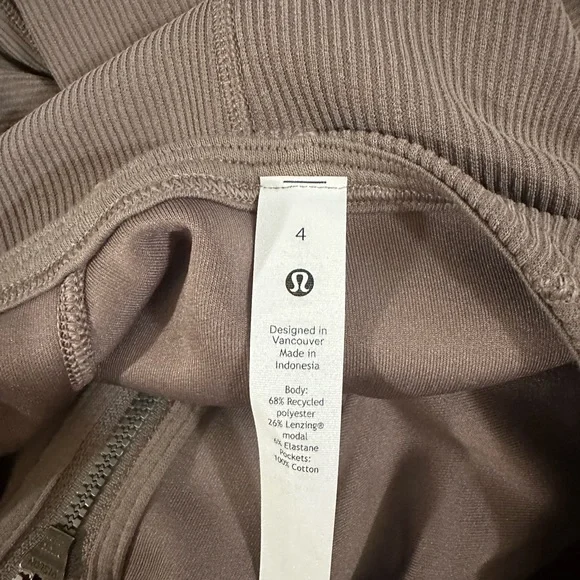 4
Designed in
Vancouver
Made in
Indonesia
Body:
68% Recycled
polyester
26% Lenzing®
modal
6% Elastane
Pockets:
100% Cotton